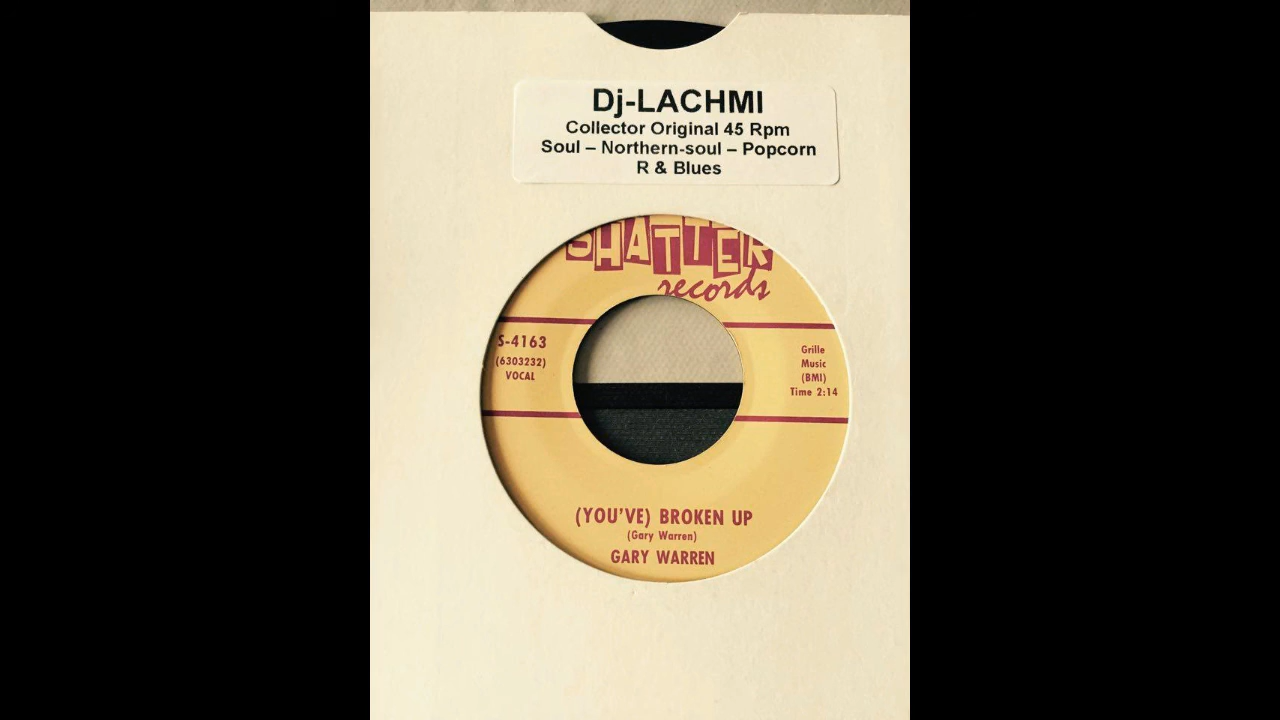 Dj-LACHMI
Collector Original 45 Rpm
Soul – Northern-soul – Popcorn
R & Blues
SHATTER
records
S-4163
(6303232)
VOCAL
Grille
Music
(BMI)
Time 2:14
(YOU'VE) BROKEN UP
(Gary Warren)
GARY WARREN